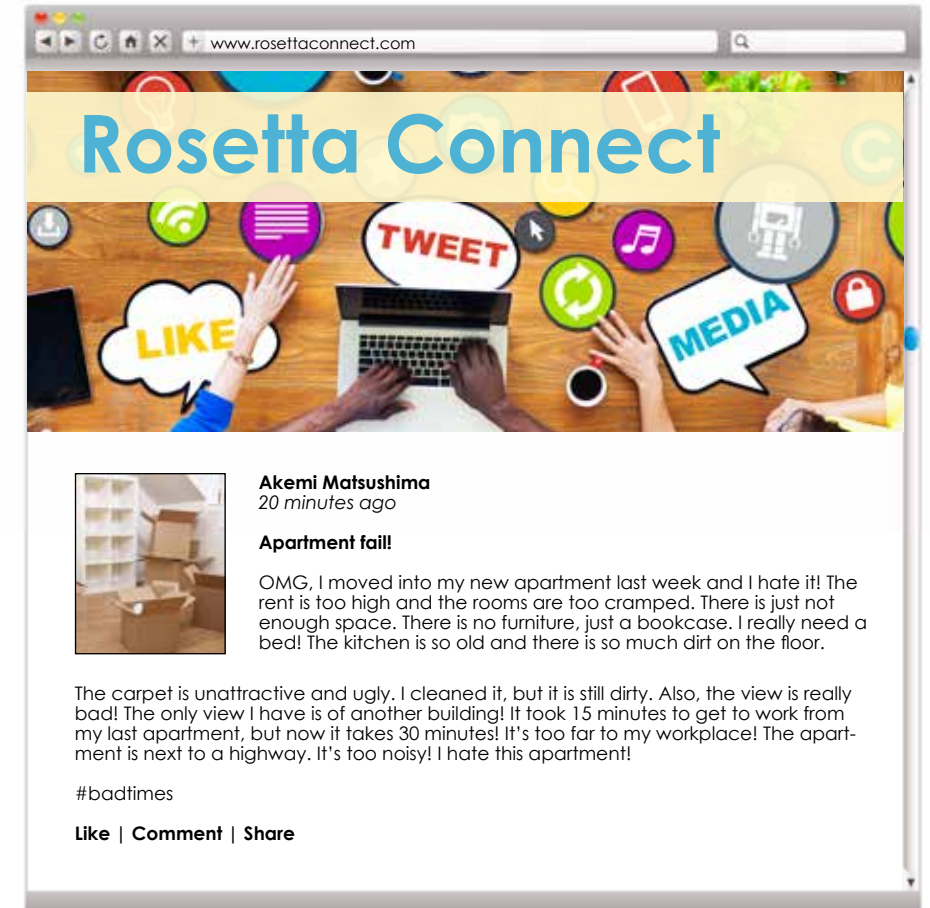 www.rosettaconnect.com
Rosetta Connect
TWEET
LIKE
MEDIA
Akemi Matsushima
20 minutes ago
Apartment fail!
OMG, I moved into my new apartment last week and I hate it! The
rent is too high and the rooms are too cramped. There is just not
enough space. There is no furniture, just a bookcase. I really need a
bed! The kitchen is so old and there is so much dirt on the floor.
The carpet is unattractive and ugly. I cleaned it, but it is still dirty. Also, the view is really
bad! The only view I have is of another building! It took 15 minutes to get to work from
my last apartment, but now it takes 30 minutes! It’s too far to my workplace! The apart-
ment is next to a highway. It’s too noisy! I hate this apartment!
#badtimes
Like | Comment | Share